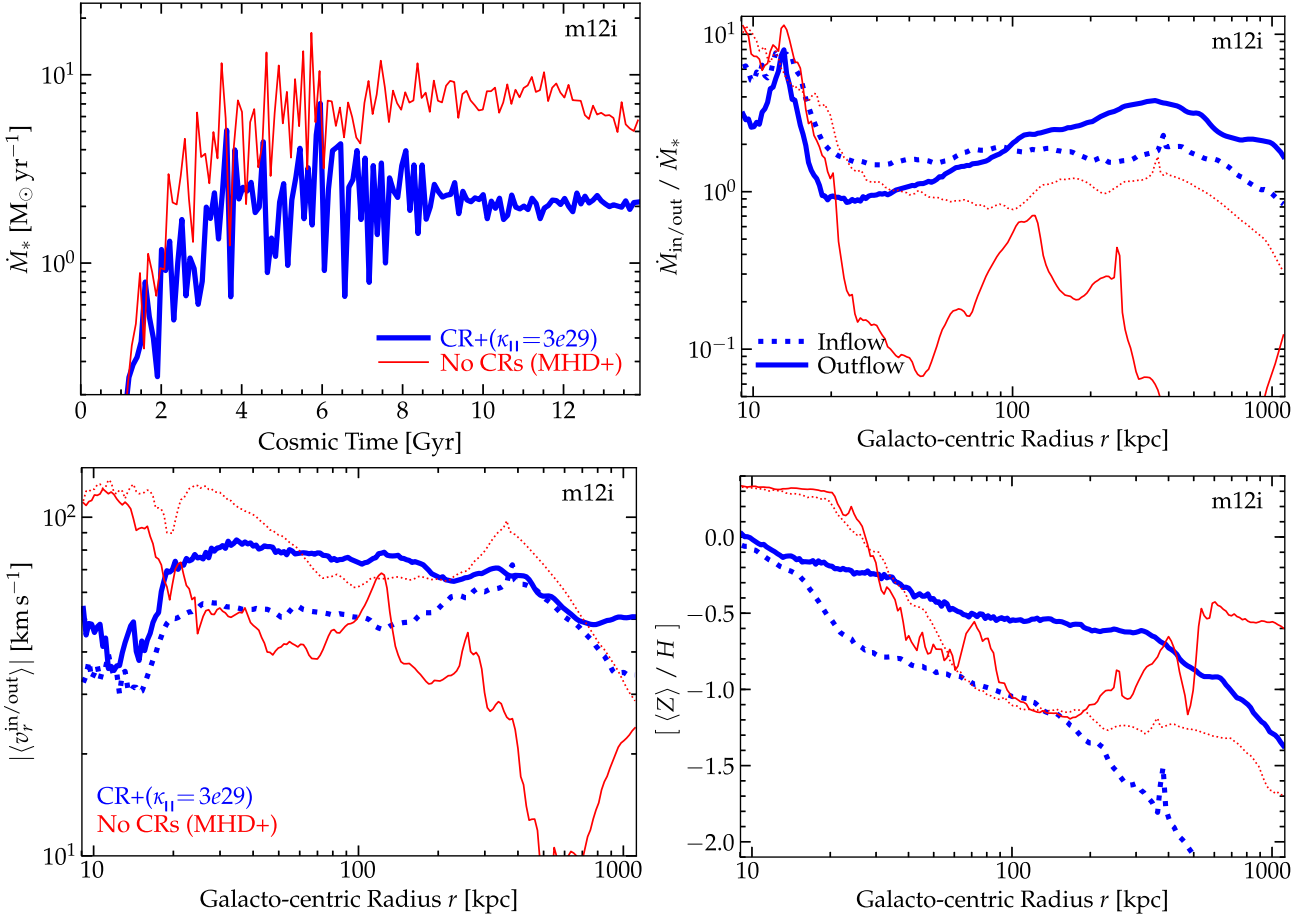 m12i
10¹
10⁰
Ṁ* [M⊙ yr⁻¹]
CR+(κ∥=3e29)
No CRs (MHD+)
0 2 4 6 8 10 12
Cosmic Time [Gyr]
m12i
10¹
10⁰
10⁻¹
Ṁin/out / Ṁ*
Inflow
Outflow
10 100 1000
Galacto-centric Radius r [kpc]
m12i
10²
10¹
|⟨v_r^in/out⟩| [km s⁻¹]
CR+(κ∥=3e29)
No CRs (MHD+)
10 100 1000
Galacto-centric Radius r [kpc]
m12i
0.0
−0.5
−1.0
−1.5
−2.0
[ ⟨Z⟩ / H ]
10 100 1000
Galacto-centric Radius r [kpc]